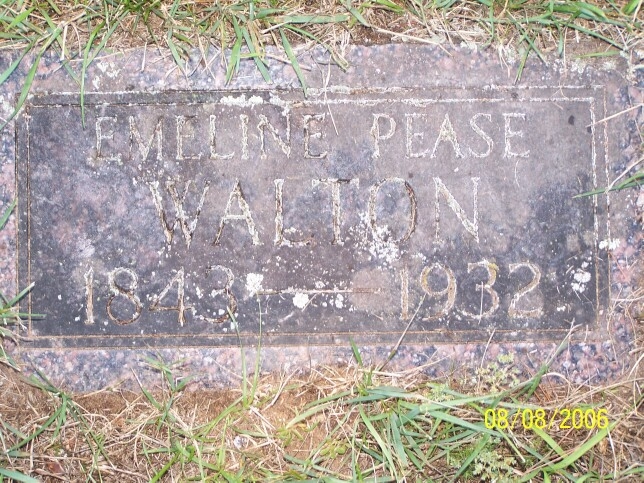 EMELINE PEASE
WALTON
1843 — 1932
08/08/2006